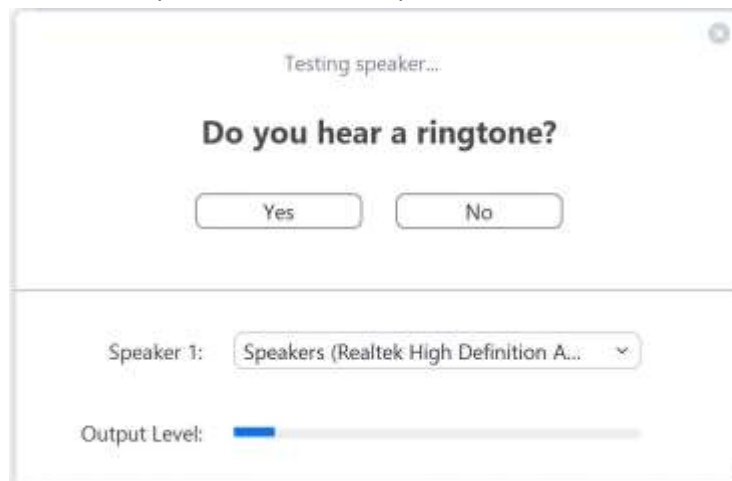 Testing speaker...
Do you hear a ringtone?
Yes No
Speaker 1: Speakers (Realtek High Definition A...
Output Level: